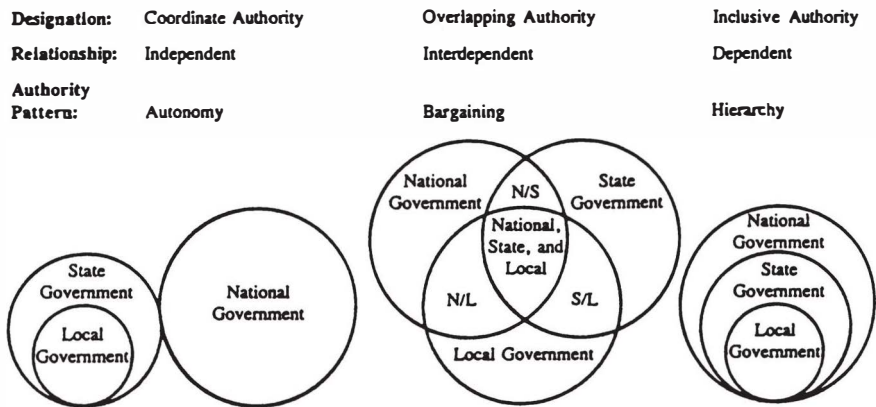 Designation: Coordinate Authority Overlapping Authority Inclusive Authority
Relationship: Independent Interdependent Dependent
Authority
Pattern: Autonomy Bargaining Hierarchy
State
Government
Local
Government
National
Government
National
Government
N/S
State
Government
National,
State, and
Local
N/L
S/L
Local Government
National
Government
State
Government
Local
Government